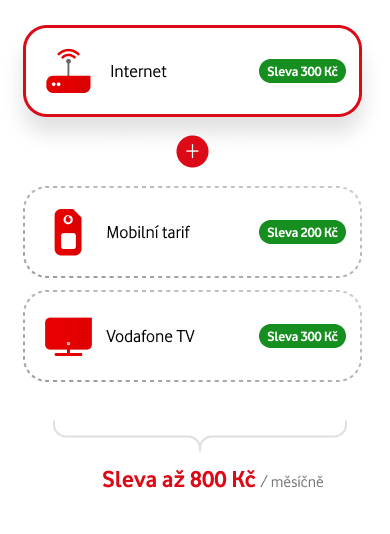 Internet
Sleva 300 Kč
Mobilní tarif
Sleva 200 Kč
Vodafone TV
Sleva 300 Kč
Sleva až 800 Kč / měsíčně